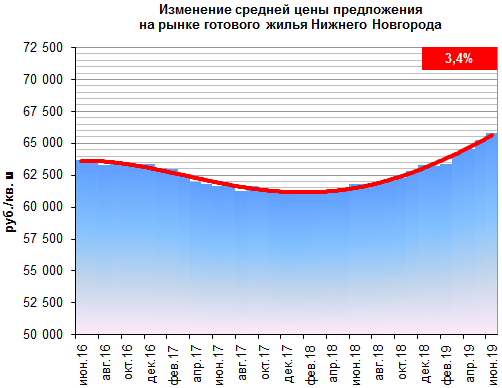 Изменение средней цены предложения
на рынке готового жилья Нижнего Новгорода
3,4%
руб./кв. м
72 500
70 000
67 500
65 000
62 500
60 000
57 500
55 000
52 500
50 000
июн.16
авг.16
окт.16
дек.16
фев.17
апр.17
июн.17
авг.17
окт.17
дек.17
фев.18
апр.18
июн.18
авг.18
окт.18
дек.18
фев.19
апр.19
июн.19